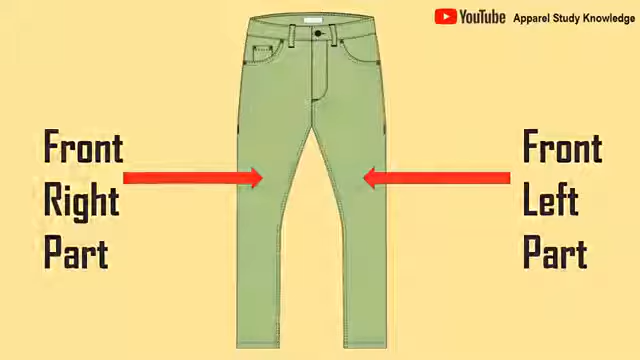 YouTube Apparel Study Knowledge
Front
Right
Part
Front
Left
Part